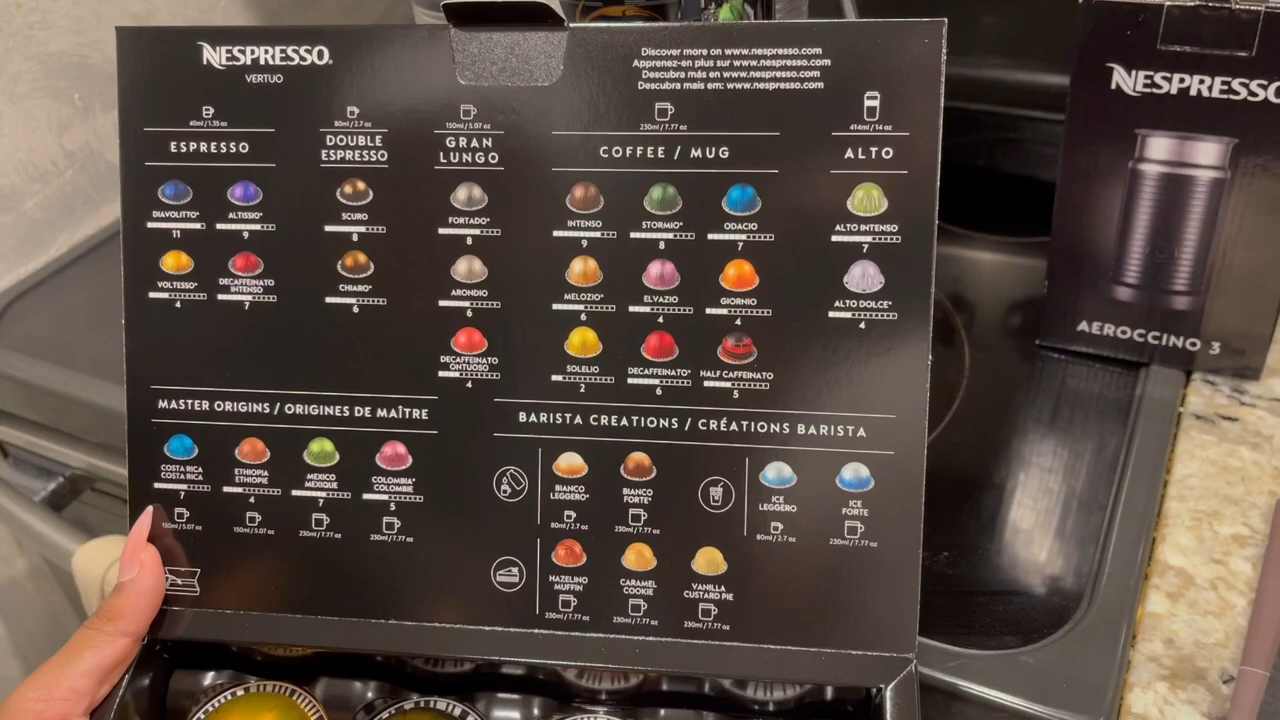 NESPRESSO®
VERTUO
Discover more on www.nespresso.com
Apprenez-en plus sur www.nespresso.com
Descubra más en www.nespresso.com
Descubra mais em: www.nespresso.com
40ml / 1.35 oz
ESPRESSO
DIAVOLITTO*
11
ALTISSIO*
9
VOLTESSO*
4
DECAFFEINATO
INTENSO
7
80ml / 2.7 oz
DOUBLE
ESPRESSO
SCURO
8
CHIARO*
6
150ml / 5.07 oz
GRAN
LUNGO
FORTADO*
8
ARONDIO
6
DECAFFEINATO
ONTUOSO
4
230ml / 7.77 oz
COFFEE / MUG
INTENSO
9
STORMIO*
8
ODACIO
7
MELOZIO*
6
ELVAZIO
4
GIORNIO
4
SOLELIO
2
DECAFFEINATO*
6
HALF CAFFEINATO
5
414ml / 14 oz
ALTO
ALTO INTENSO
7
ALTO DOLCE*
4
MASTER ORIGINS / ORIGINES DE MAÎTRE
COSTA RICA
COSTA RICA
7
150ml / 5.07 oz
ETHIOPIA
ETHIOPIE
4
150ml / 5.07 oz
MEXICO
MEXIQUE
7
230ml / 7.77 oz
COLOMBIA*
COLOMBIE
5
230ml / 7.77 oz
BARISTA CREATIONS / CRÉATIONS BARISTA
BIANCO
LEGGERO*
80ml / 2.7 oz
BIANCO
FORTE*
230ml / 7.77 oz
ICE
LEGGERO
80ml / 2.7 oz
ICE
FORTE
230ml / 7.77 oz
HAZELINO
MUFFIN
230ml / 7.77 oz
CARAMEL
COOKIE
230ml / 7.77 oz
VANILLA
CUSTARD PIE
230ml / 7.77 oz
NESPRESSO
AEROCCINO 3